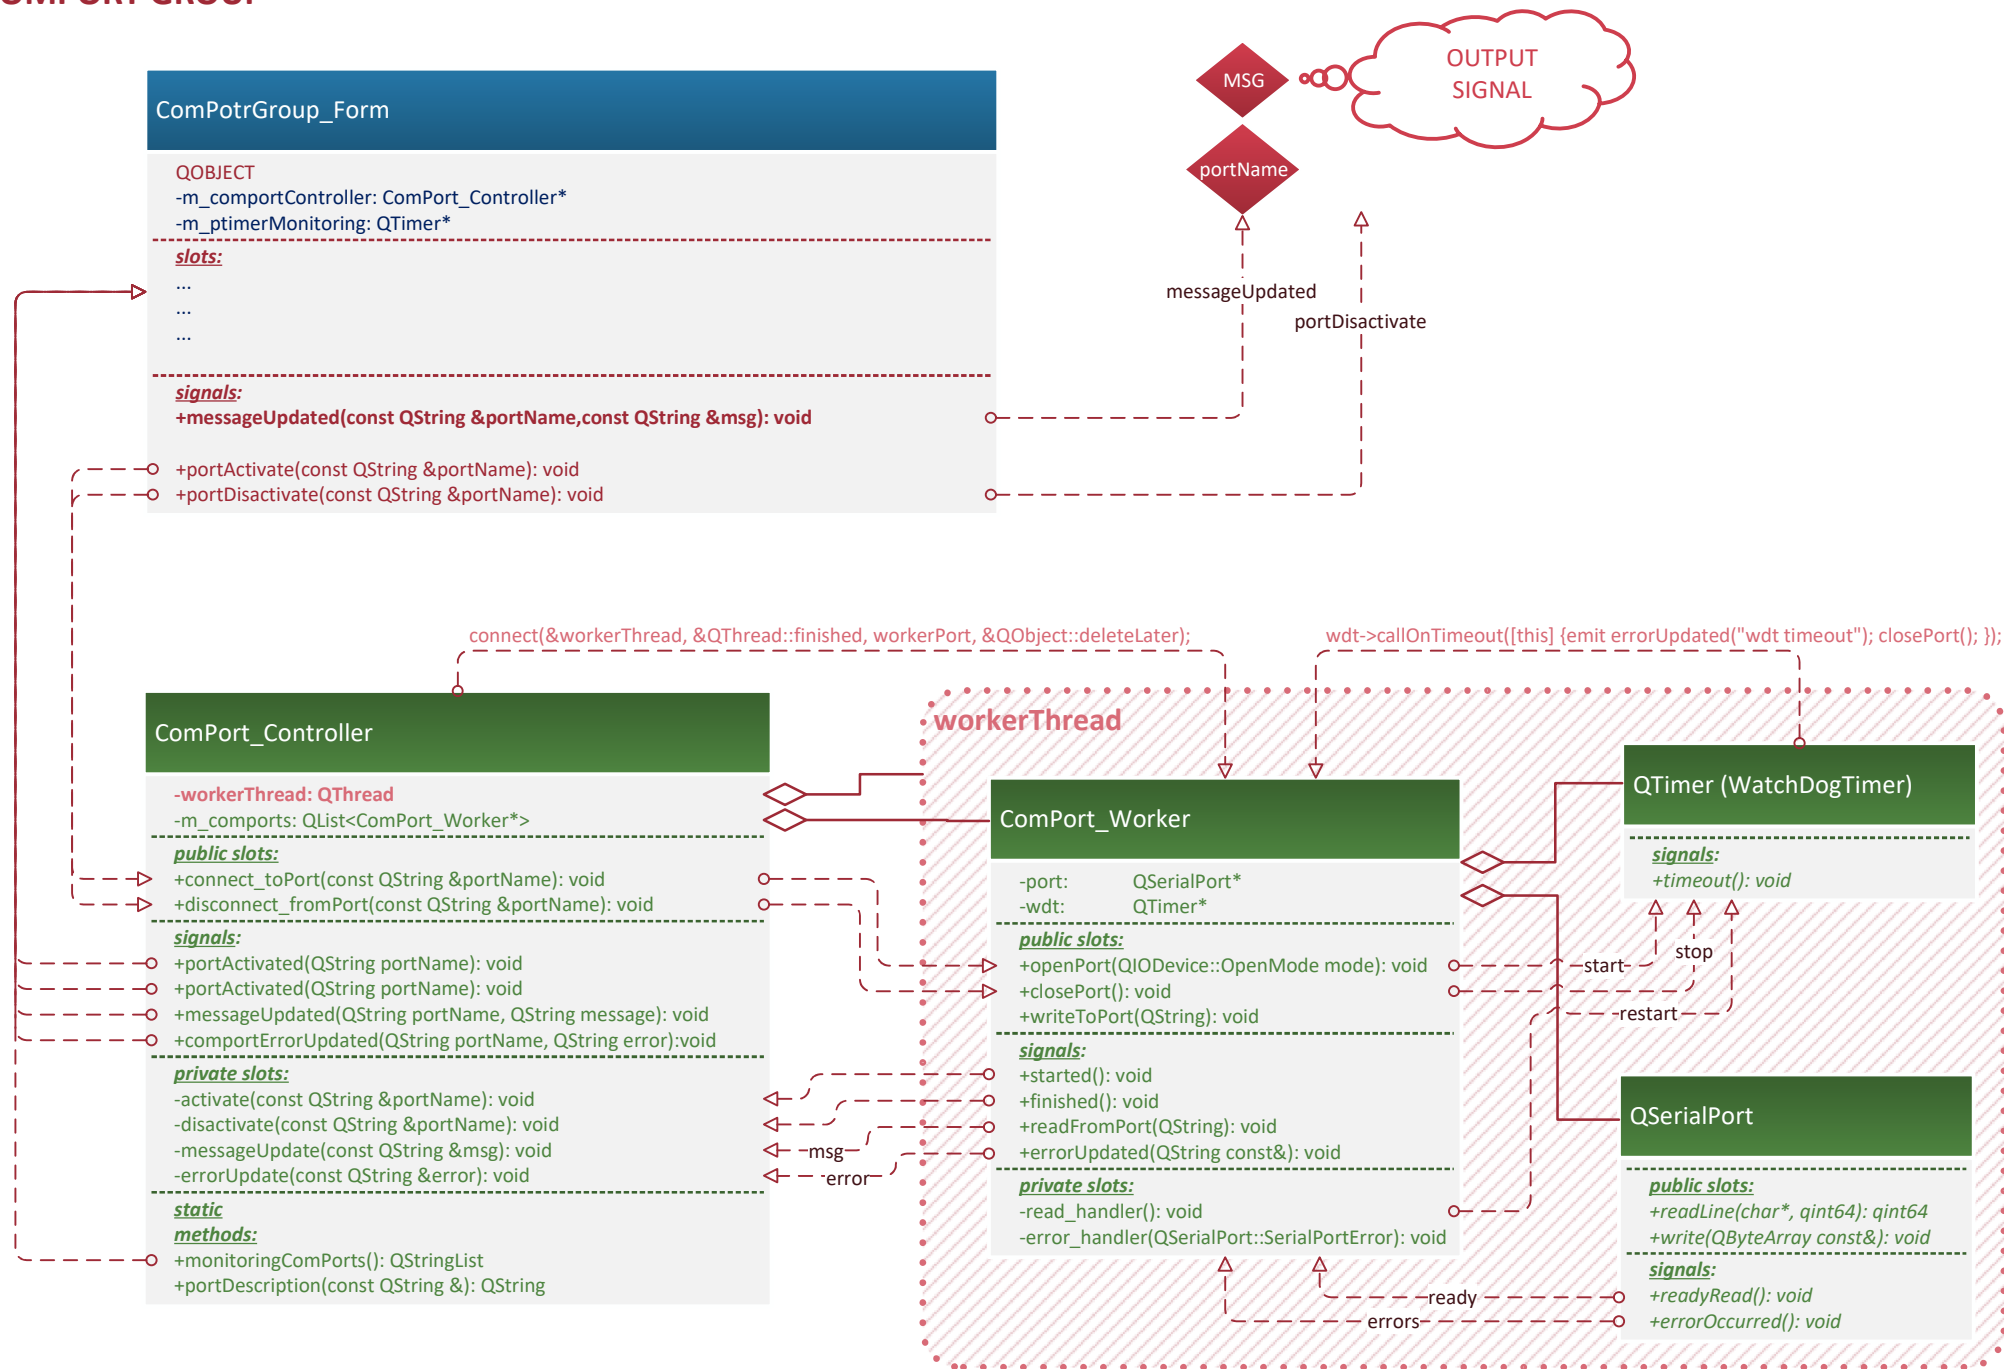 OUTPUT
SIGNAL
MSG
portName
ComPotrGroup_Form
QOBJECT
-m_comportController: ComPort_Controller*
-m_ptimerMonitoring: QTimer*
slots:
...
...
...
signals:
+messageUpdated(const QString &portName,const QString &msg): void
+portActivate(const QString &portName): void
+portDisactivate(const QString &portName): void
messageUpdated
portDisactivate
connect(&workerThread, &QThread::finished, workerPort, &QObject::deleteLater);
wdt->callOnTimeout([this] {emit errorUpdated("wdt timeout"); closePort(); });
ComPort_Controller
-workerThread: QThread
-m_comports: QList<ComPort_Worker*>
public slots:
+connect_toPort(const QString &portName): void
+disconnect_fromPort(const QString &portName): void
signals:
+portActivated(QString portName): void
+portActivated(QString portName): void
+messageUpdated(QString portName, QString message): void
+comportErrorUpdated(QString portName, QString error):void
private slots:
-activate(const QString &portName): void
-disactivate(const QString &portName): void
-messageUpdate(const QString &msg): void
-errorUpdate(const QString &error): void
static
methods:
+monitoringComPorts(): QStringList
+portDescription(const QString &): QString
msg
error
workerThread
ComPort_Worker
-port: QSerialPort*
-wdt: QTimer*
public slots:
+openPort(QIODevice::OpenMode mode): void
+closePort(): void
+writeToPort(QString): void
signals:
+started(): void
+finished(): void
+readFromPort(QString): void
+errorUpdated(QString const&): void
private slots:
-read_handler(): void
-error_handler(QSerialPort::SerialPortError): void
QTimer (WatchDogTimer)
signals:
+timeout(): void
start
stop
restart
QSerialPort
public slots:
+readLine(char*, qint64): qint64
+write(QByteArray const&): void
signals:
+readyRead(): void
+errorOccurred(): void
ready
errors